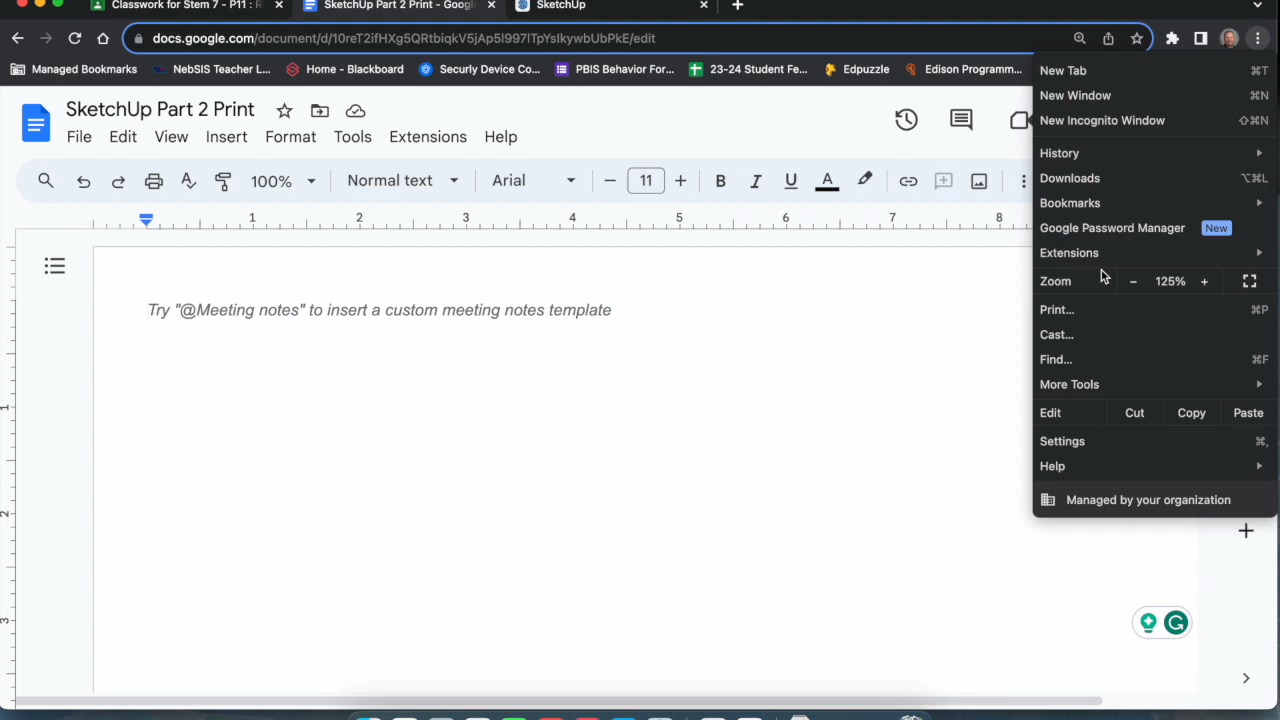 Classwork for Stem 7 - P11 : R
SketchUp Part 2 Print - Googl
SketchUp
docs.google.com/document/d/10reT2ifHXg5QRtbiqkV5jAp5l997ITpYsIkywbUbPkE/edit
Managed Bookmarks
NebSIS Teacher L...
Home - Blackboard
Securly Device Co...
PBIS Behavior For...
23-24 Student Fe...
Edpuzzle
Edison Programm...
SketchUp Part 2 Print
File Edit View Insert Format Tools Extensions Help
100% Normal text Arial 11 B I U A
1 2 3 4 5 6 7 8
Try "@Meeting notes" to insert a custom meeting notes template
1
2
3
New Tab ⌘T
New Window ⌘N
New Incognito Window ⇧⌘N
History
Downloads ⌥⌘L
Bookmarks
Google Password Manager New
Extensions
Zoom − 125% +
Print... ⌘P
Cast...
Find... ⌘F
More Tools
Edit Cut Copy Paste
Settings ⌘,
Help
Managed by your organization